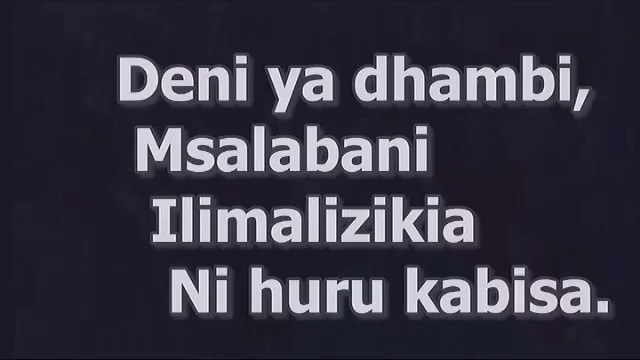 Deni ya dhambi,
Msalabani
Ilimalizikia
Ni huru kabisa.